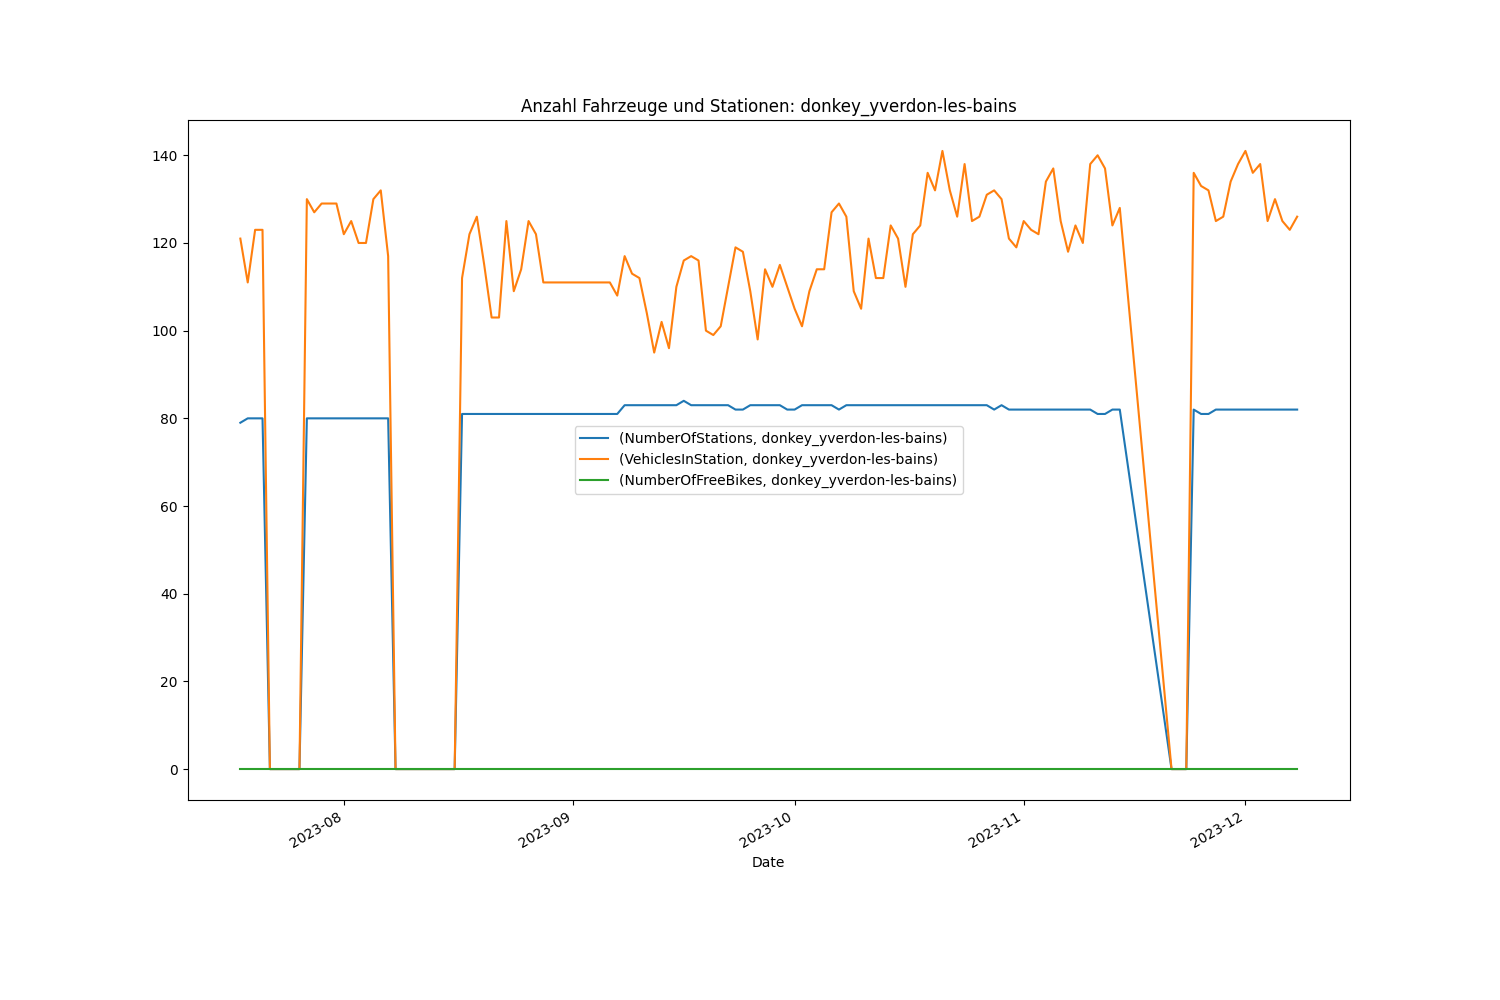 Anzahl Fahrzeuge und Stationen: donkey_yverdon-les-bains
140
120
100
80
60
40
20
0
(NumberOfStations, donkey_yverdon-les-bains)
(VehiclesInStation, donkey_yverdon-les-bains)
(NumberOfFreeBikes, donkey_yverdon-les-bains)
2023-08
2023-09
2023-10
2023-11
2023-12
Date